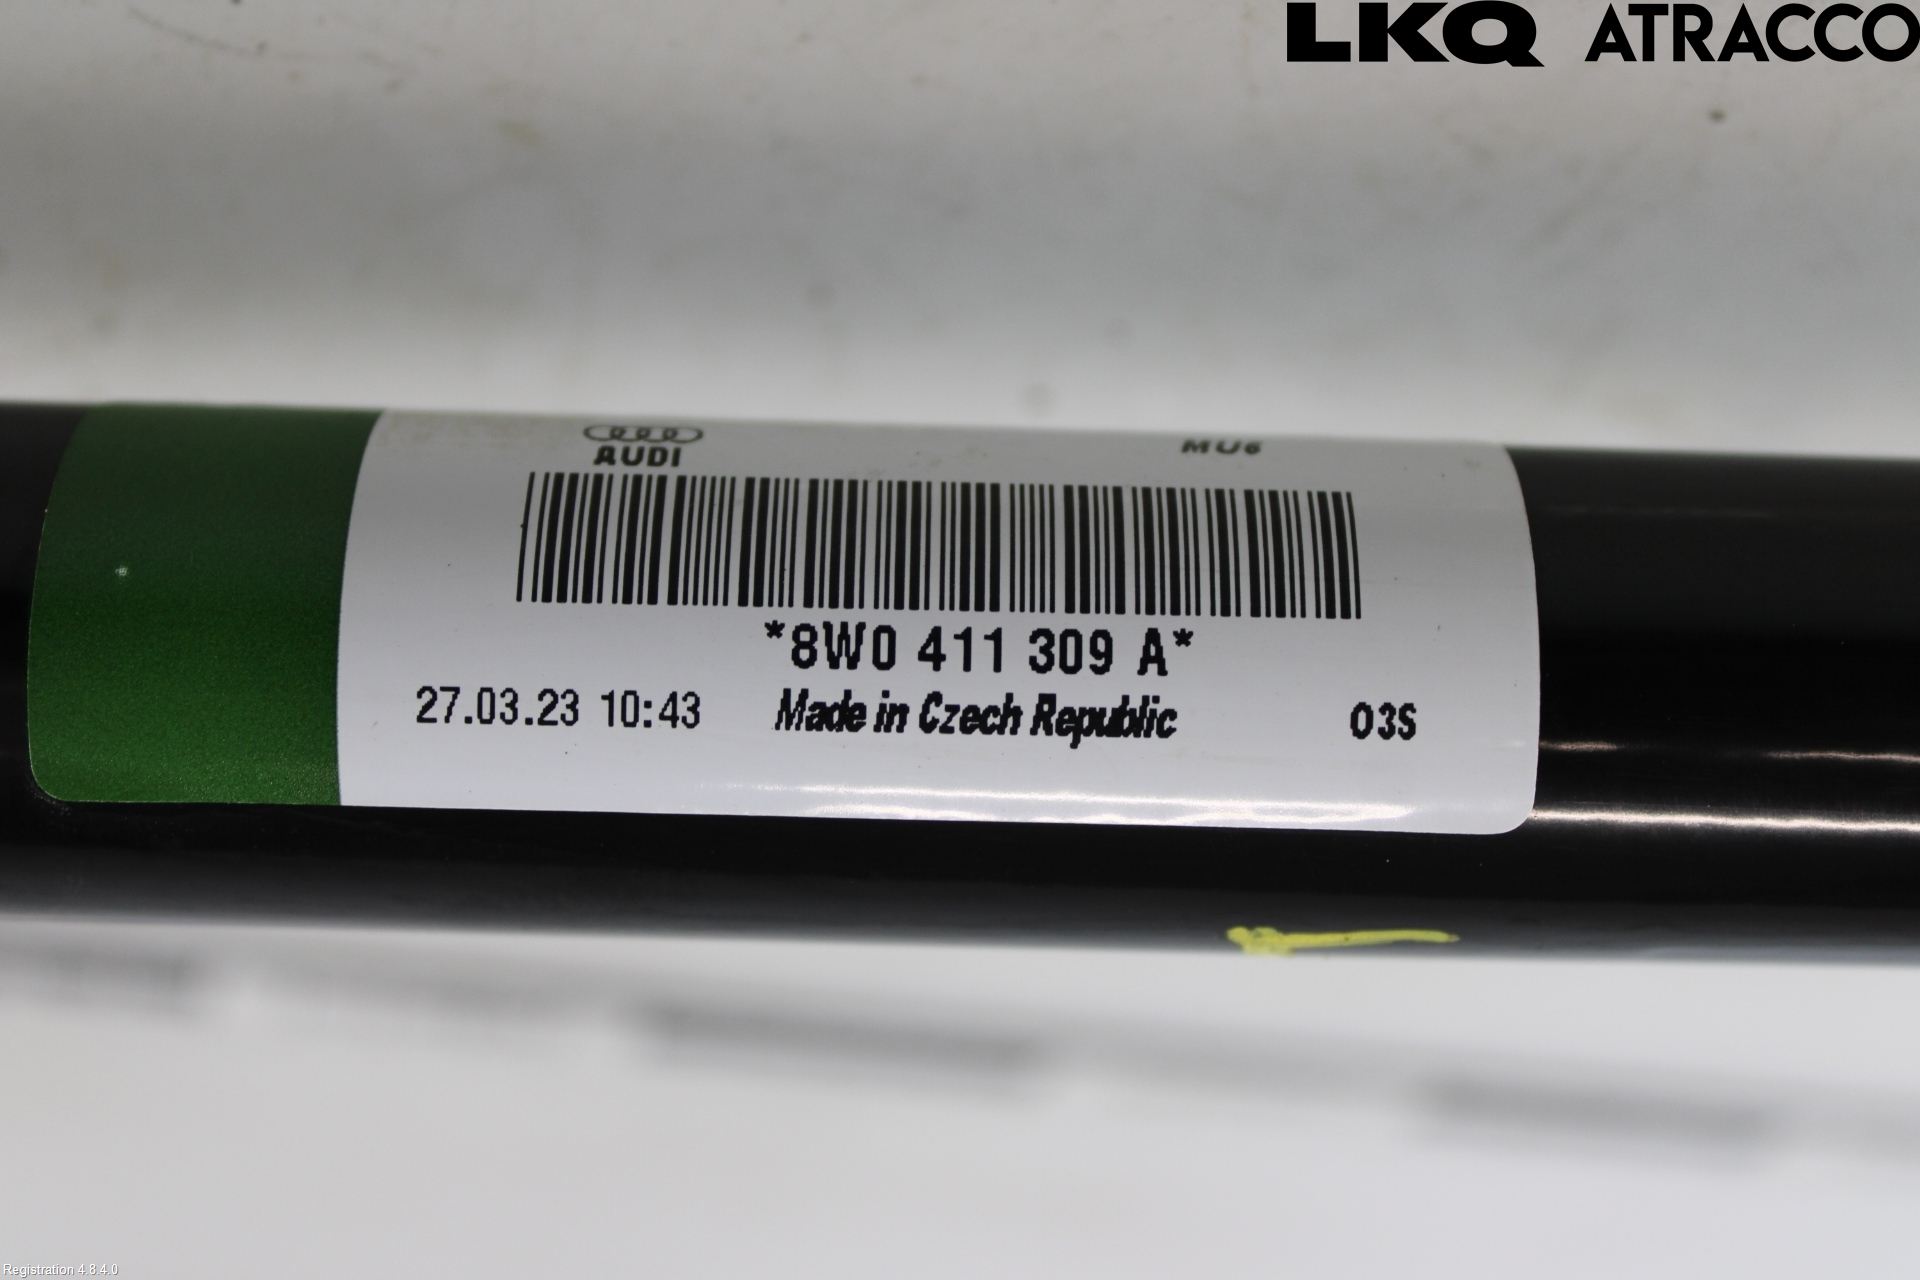 LKQ ATRACCO
AUDI
MU6
*8W0 411 309 A*
27.03.23 10:43 Made in Czech Republic 03S
Registration 4.8.4.0